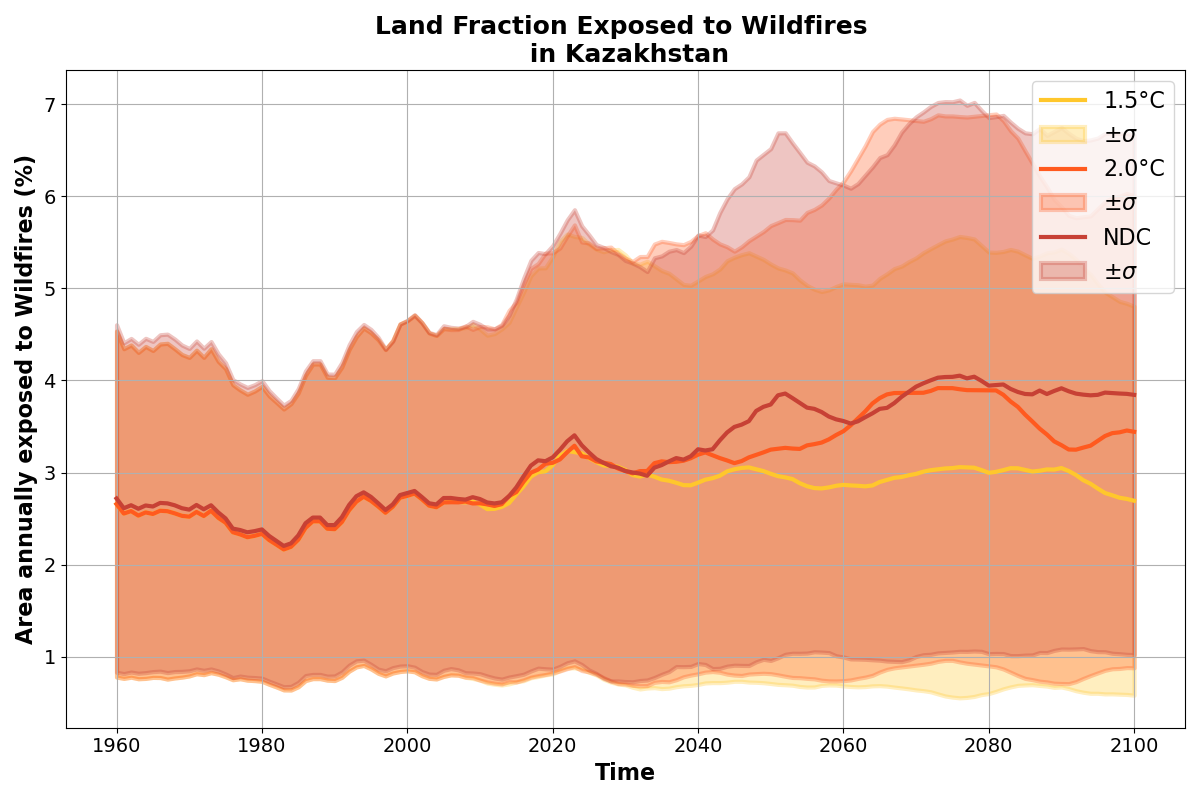 Land Fraction Exposed to Wildfires
in Kazakhstan
Area annually exposed to Wildfires (%)
7
6
5
4
3
2
1
1960
1980
2000
2020
2040
2060
2080
2100
Time
1.5°C
±σ
2.0°C
±σ
NDC
±σ